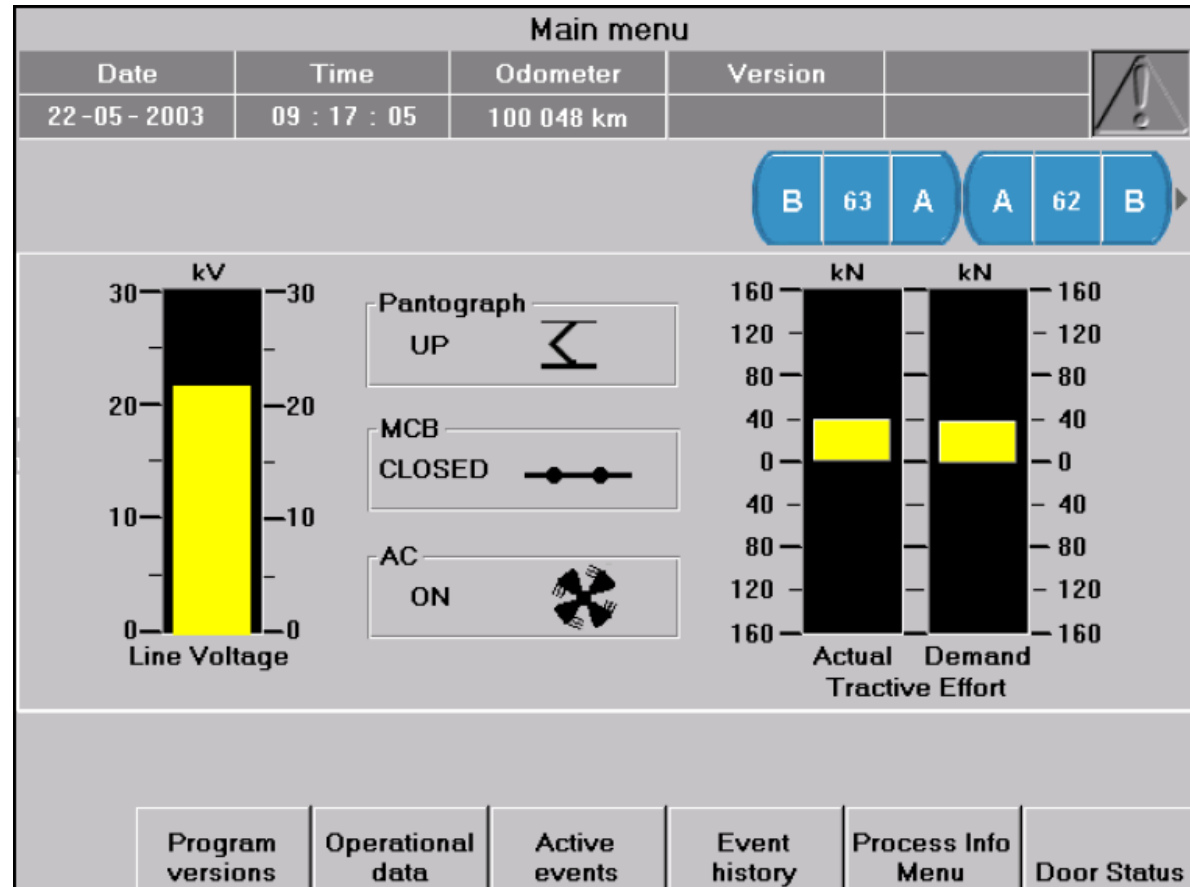 Main menu
Date Time Odometer Version
22-05-2003 09 : 17 : 05 100 048 km
B 63 A A 62 B
kV kN kN
30 30 Pantograph 160 160
UP 120 120
80 80
20 20 MCB 40 40
CLOSED 0 0
10 10 40 40
AC 80 80
ON 120 120
0 0 160 160
Line Voltage Actual Demand
Tractive Effort
Program Operational Active Event Process Info
versions data events history Menu Door Status